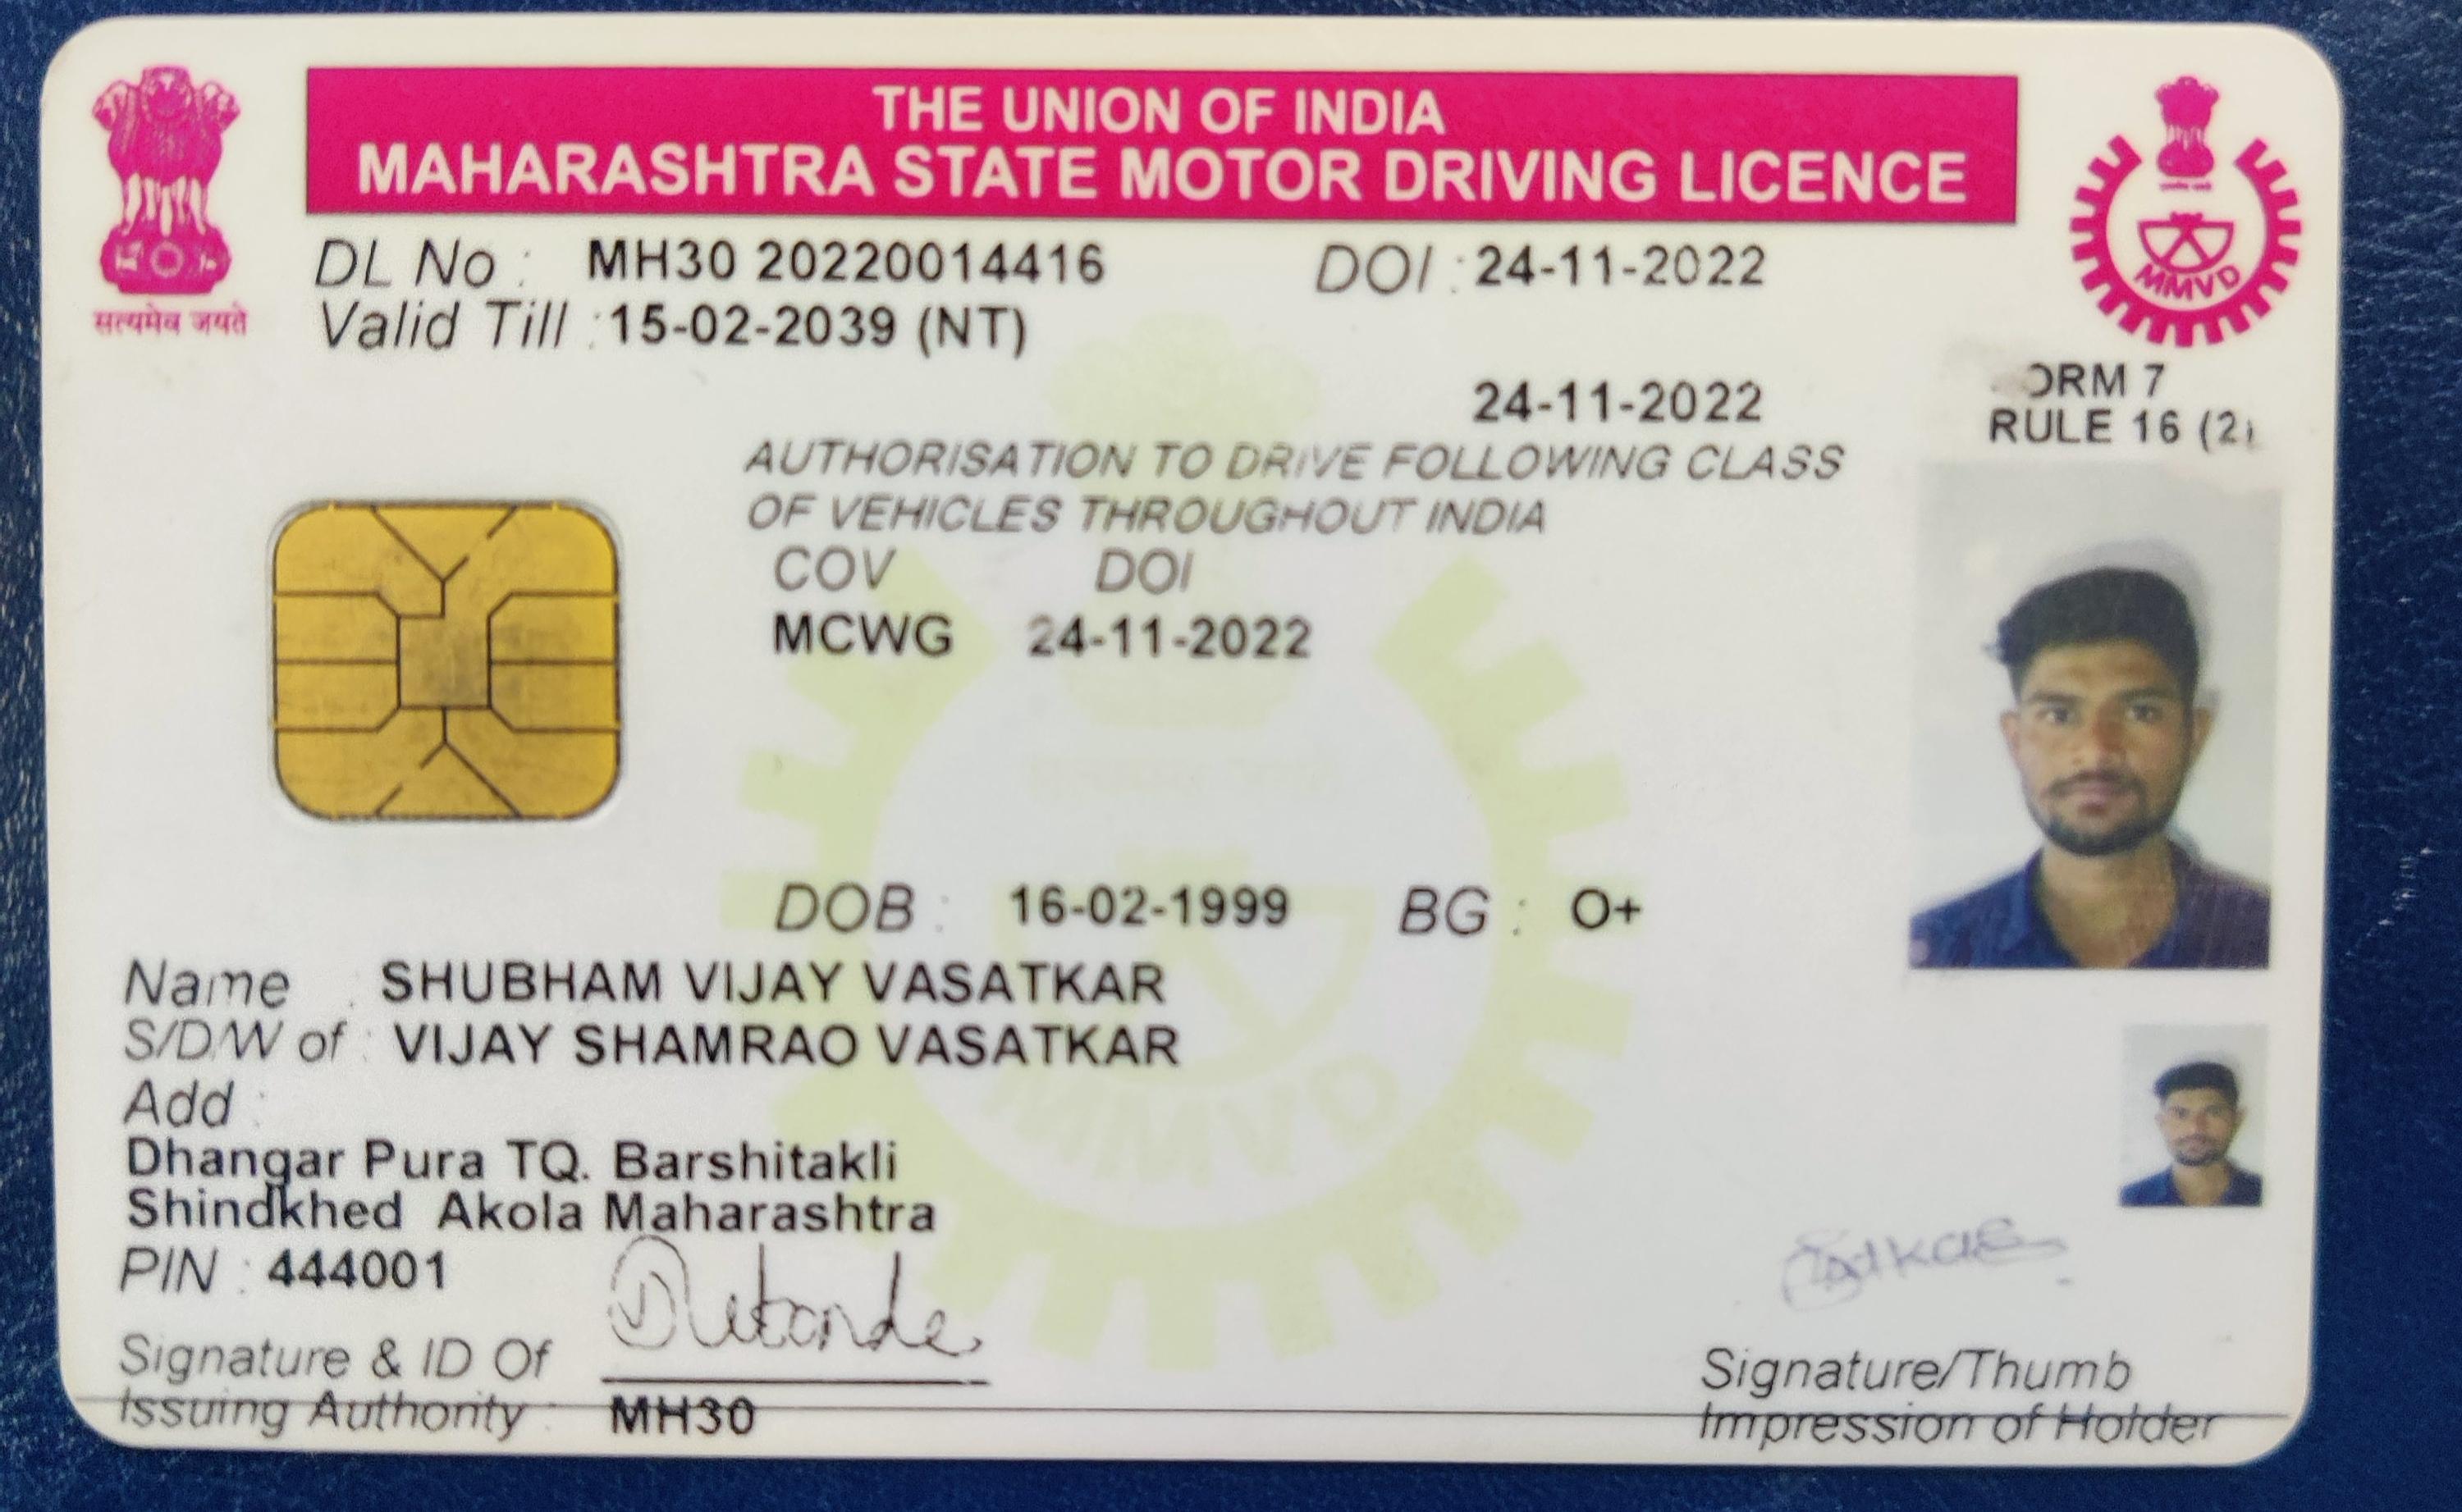 THE UNION OF INDIA
MAHARASHTRA STATE MOTOR DRIVING LICENCE
सत्यमेव जयते
MMVD
DL No : MH30 20220014416 DOI : 24-11-2022
Valid Till : 15-02-2039 (NT)
24-11-2022
ORM 7
RULE 16 (2)
AUTHORISATION TO DRIVE FOLLOWING CLASS
OF VEHICLES THROUGHOUT INDIA
COV DOI
MCWG 24-11-2022
DOB : 16-02-1999 BG : O+
Name : SHUBHAM VIJAY VASATKAR
S/D/W of : VIJAY SHAMRAO VASATKAR
Add :
Dhangar Pura TQ. Barshitakli
Shindkhed Akola Maharashtra
PIN : 444001
MMVD
Signature & ID Of
Issuing Authority : MH30
Signature/Thumb
Impression of Holder